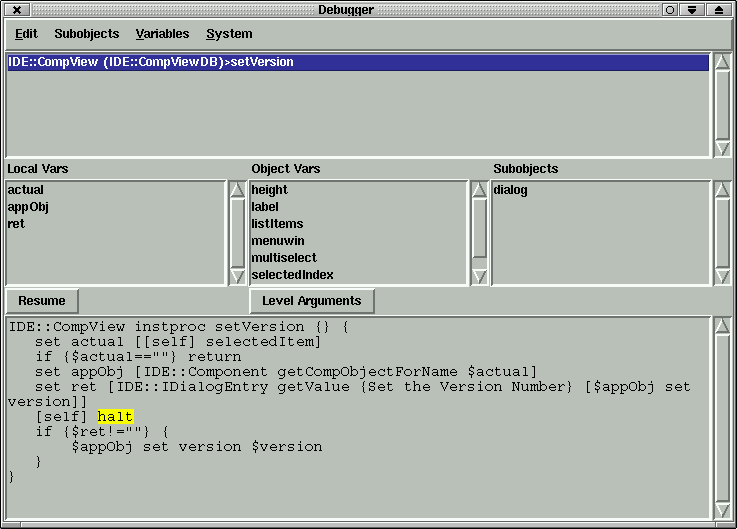 Debugger
Edit Subobjects Variables System
IDE::CompView (IDE::CompViewDB)>setVersion
Local Vars Object Vars Subobjects
actual height dialog
appObj label
ret listItems
menuwin
multiselect
selectedIndex
Resume Level Arguments
IDE::CompView instproc setVersion {} {
   set actual [[self] selectedItem]
   if {$actual==""} return
   set appObj [IDE::Component getCompObjectForName $actual]
   set ret [IDE::IDialogEntry getValue {Set the Version Number} [$appObj set
version]]
   [self] halt
   if {$ret!=""} {
       $appObj set version $version
   }
}